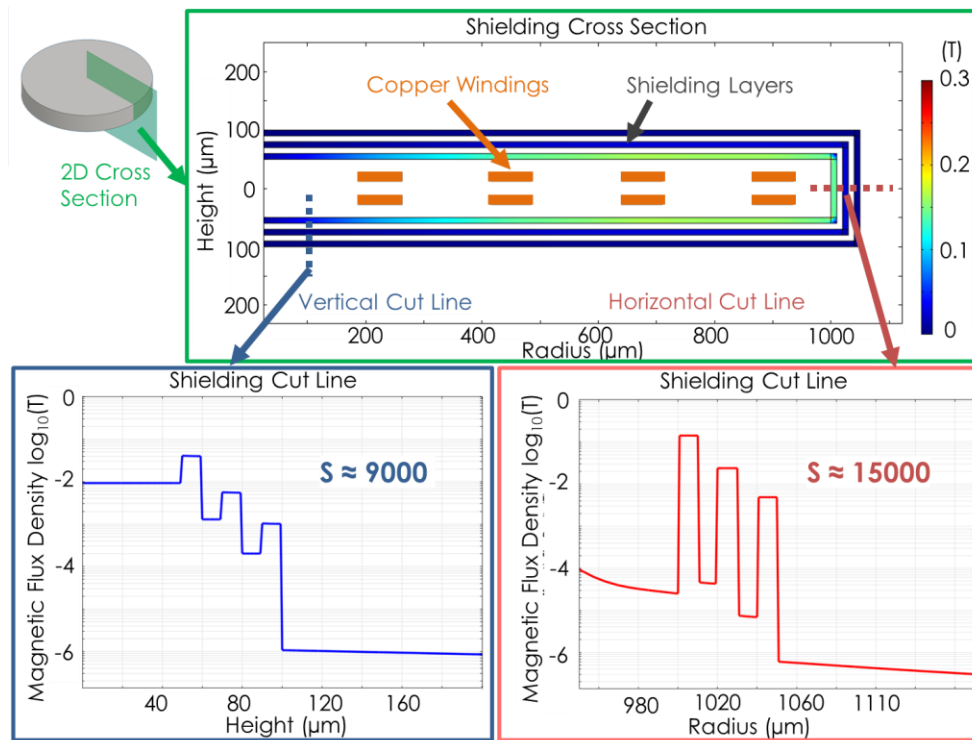 Shielding Cross Section
(T)
200
100
0
100
200
Height (µm)
Copper Windings
Shielding Layers
0.3
0.2
0.1
0
2D Cross
Section
Vertical Cut Line
Horizontal Cut Line
200
400
600
800
1000
Radius (µm)
Shielding Cut Line
0
-2
-4
-6
Magnetic Flux Density log₁₀(T)
S ≈ 9000
40
80
120
160
Height (µm)
Shielding Cut Line
0
-2
-4
-6
Magnetic Flux Density log₁₀(T)
S ≈ 15000
980
1020
1060
1110
Radius (µm)